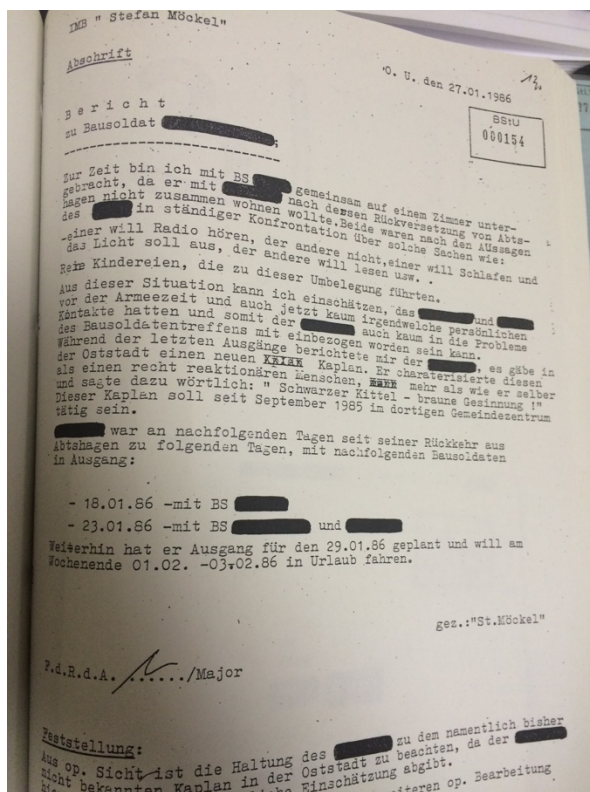 IMB " Stefan Möckel"
Abschrift
O. U. den 27.01.1986
BStU
000154
B e r i c h t
zu Bausoldat
Zur Zeit bin ich mit BS gemeinsam auf einem Zimmer unter-
gebracht, da er mit nach dessen Rückversetzung von Abts-
hagen nicht zusammen wohnen wollte.Beide waren nach den Aussagen
des in ständiger Konfrontation über solche Sachen wie:
-einer will Radio hören, der andere nicht,einer will Schlafen und
das Licht soll aus, der andere will lesen usw. .
Reine Kindereien, die zu dieser Umbelegung führten.
Aus dieser Situation kann ich einschätzen, das und
vor der Armeezeit und auch jetzt kaum irgendwelche persönlichen
Kontakte hatten und somit der auch kaum in die Probleme
des Bausoldatentreffens mit einbezogen worden sein kann.
Während der letzten Ausgänge berichtete mir der , es gäbe in
der Oststadt einen neuen Kaplan. Er charaterisierte diesen
als einen recht reaktionären Menschen, mehr als wie er selber
und sagte dazu wörtlich: " Schwarzer Kittel - braune Gesinnung !"
Dieser Kaplan soll seit September 1985 im dortigen Gemeindezentrum
tätig sein.
war an nachfolgenden Tagen seit seiner Rückkehr aus
Abtshagen zu folgenden Tagen, mit nachfolgenden Bausoldaten
in Ausgang:
- 18.01.86 -mit BS
- 23.01.86 -mit BS und
Weiterhin hat er Ausgang für den 29.01.86 geplant und will am
Wochenende 01.02. -03.02.86 in Urlaub fahren.
gez.:"St.Möckel"
F.d.R.d.A. ....../Major
Feststellung:
Aus op. Sicht ist die Haltung des zu dem namentlich bisher
nicht bekannten Kaplan in der Oststadt zu beachten, da der
Einschätzung abgibt.
weiteren op. Bearbeitung